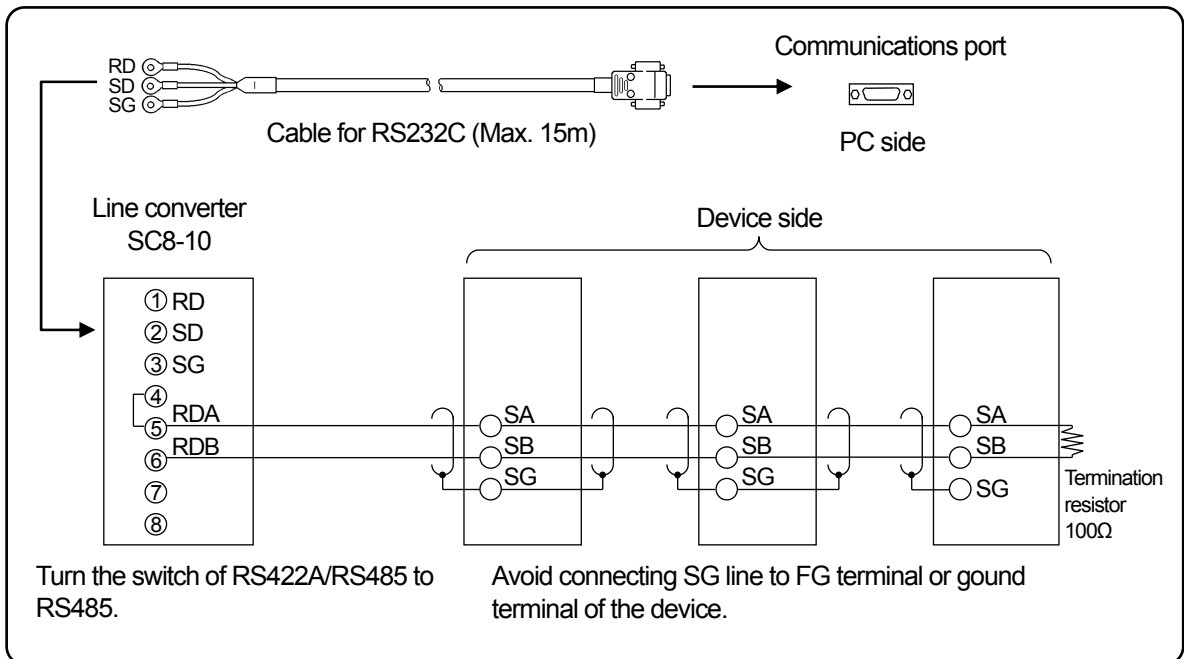 Communications port
RD
SD
SG
Cable for RS232C (Max. 15m)
PC side
Line converter
SC8-10
Device side
① RD
② SD
③ SG
④
⑤ RDA
⑥ RDB
⑦
⑧
SA
SB
SG
SA
SB
SG
SA
SB
SG
Termination
resistor
100Ω
Turn the switch of RS422A/RS485 to
RS485.
Avoid connecting SG line to FG terminal or gound
terminal of the device.